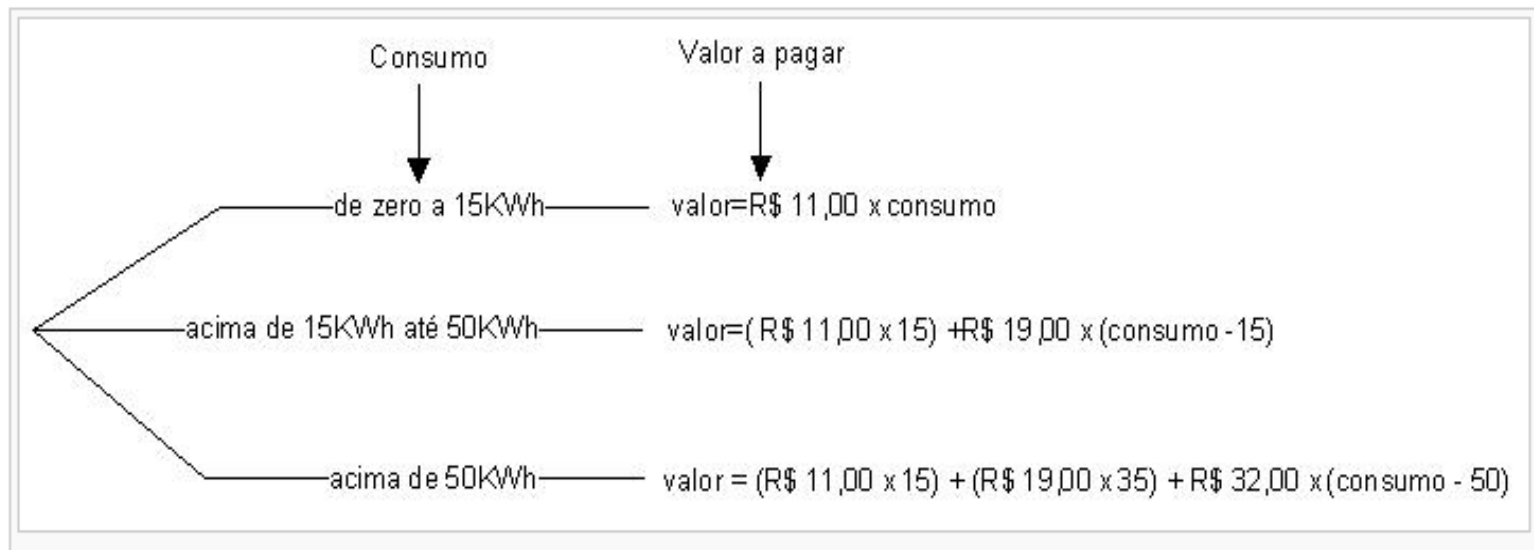 Consumo Valor a pagar
de zero a 15KWh valor=R$ 11,00 x consumo
acima de 15KWh até 50KWh valor=( R$ 11,00 x 15) +R$ 19,00 x (consumo -15)
acima de 50KWh valor = (R$ 11,00 x 15) + (R$ 19,00 x 35) + R$ 32,00 x (consumo - 50)